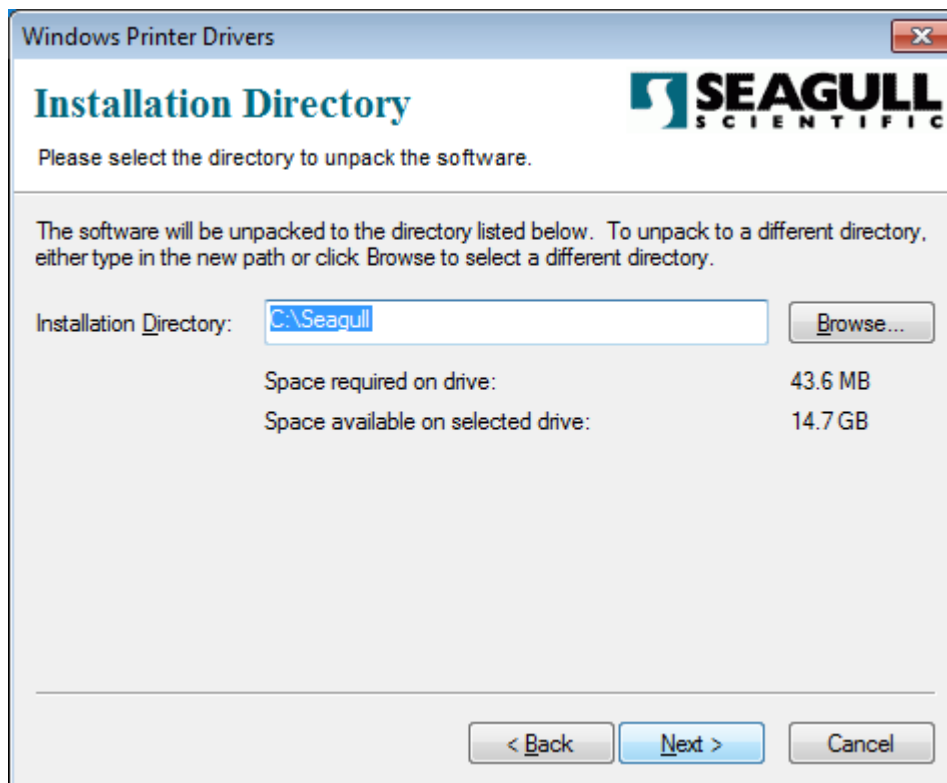 Windows Printer Drivers
Installation Directory
SEAGULL
SCIENTIFIC
Please select the directory to unpack the software.
The software will be unpacked to the directory listed below. To unpack to a different directory,
either type in the new path or click Browse to select a different directory.
Installation Directory: C:\Seagull Browse...
Space required on drive: 43.6 MB
Space available on selected drive: 14.7 GB
< Back Next > Cancel